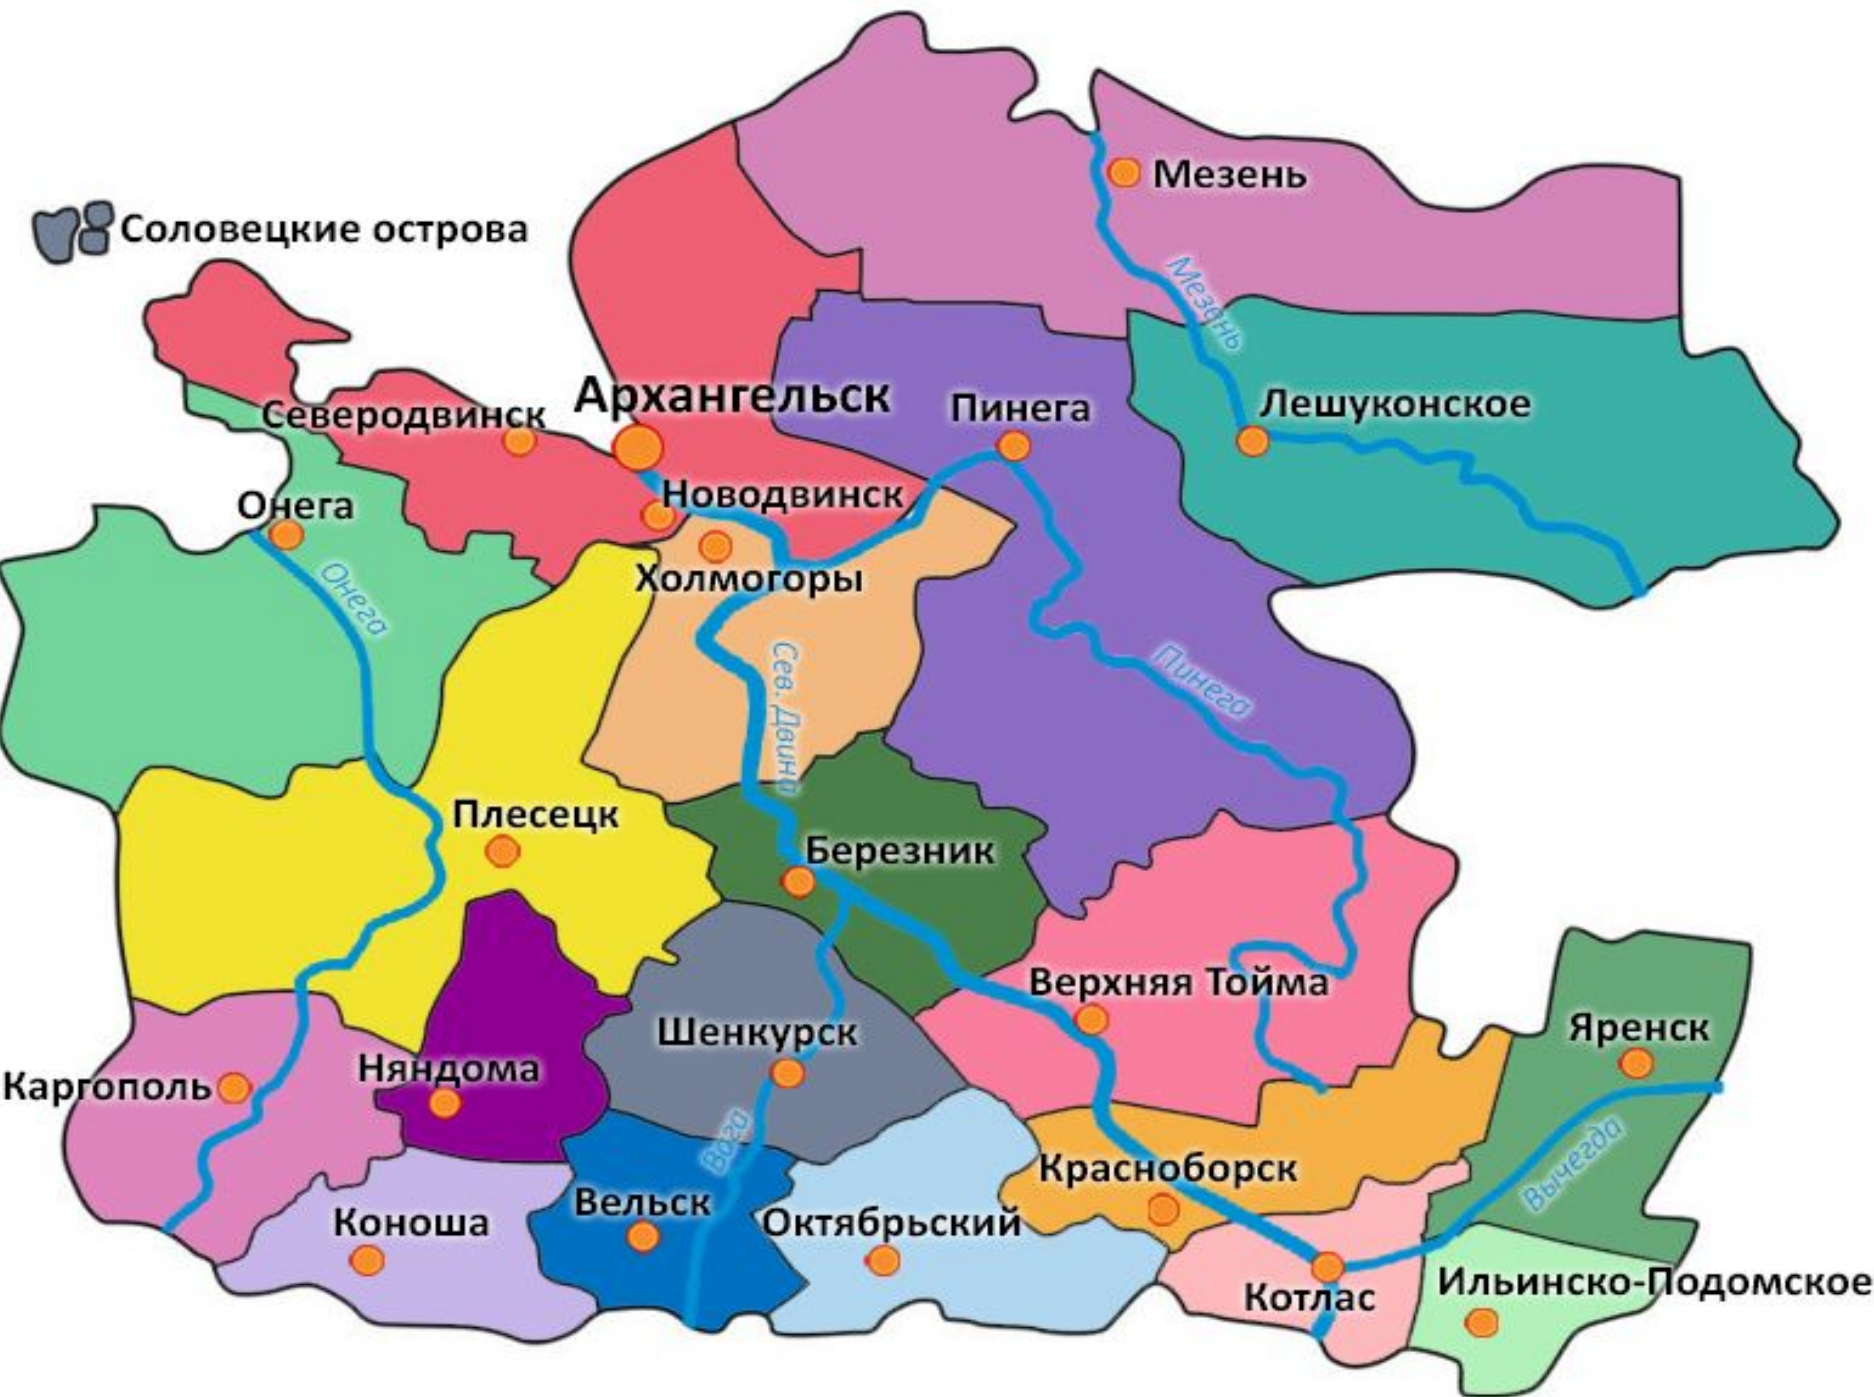 Мезень
Соловецкие острова
Мезень
Архангельск
Северодвинск
Пинега
Лешуконское
Новодвинск
Онега
Холмогоры
Онега
Сев. Двина
Пинега
Плесецк
Березник
Верхняя Тойма
Шенкурск
Яренск
Каргополь
Няндома
Вага
Красноборск
Вычегда
Вельск
Коноша
Октябрьский
Котлас
Ильинско-Подомское